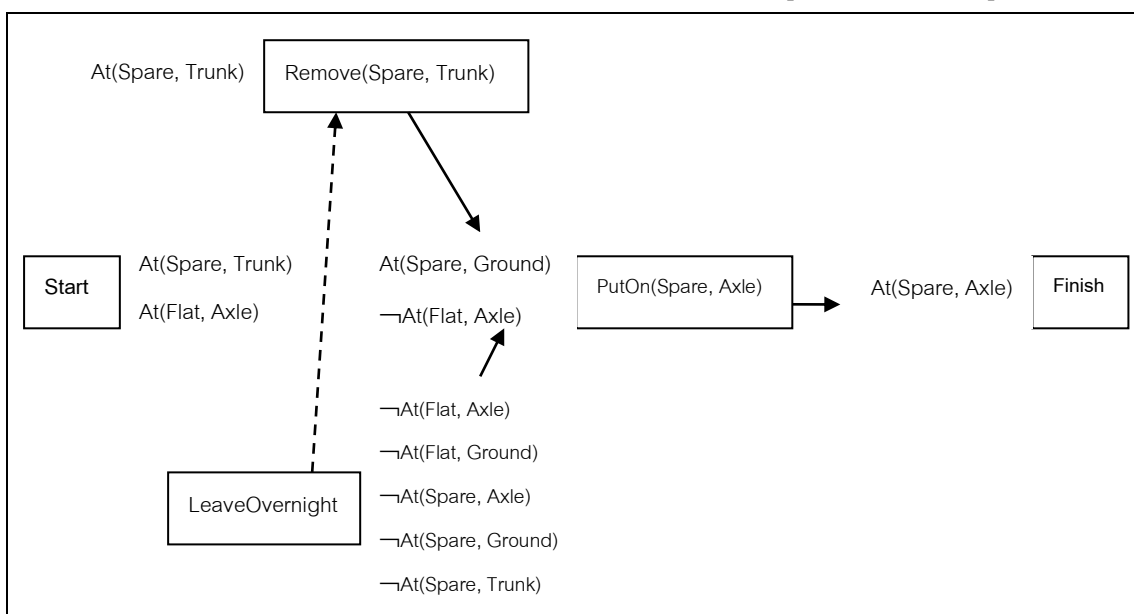 At(Spare, Trunk)
Remove(Spare, Trunk)
Start
At(Spare, Trunk)
At(Flat, Axle)
At(Spare, Ground)
¬At(Flat, Axle)
PutOn(Spare, Axle)
At(Spare, Axle)
Finish
LeaveOvernight
¬At(Flat, Axle)
¬At(Flat, Ground)
¬At(Spare, Axle)
¬At(Spare, Ground)
¬At(Spare, Trunk)